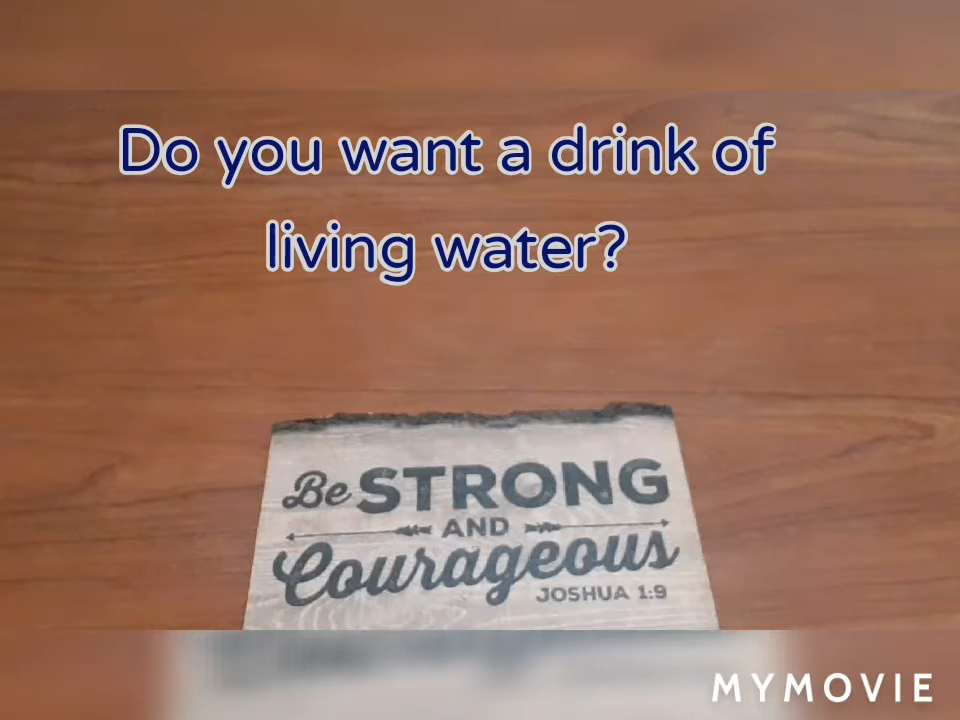 Do you want a drink of
living water?
Be STRONG
AND
Courageous
JOSHUA 1:9
MYMOVIE